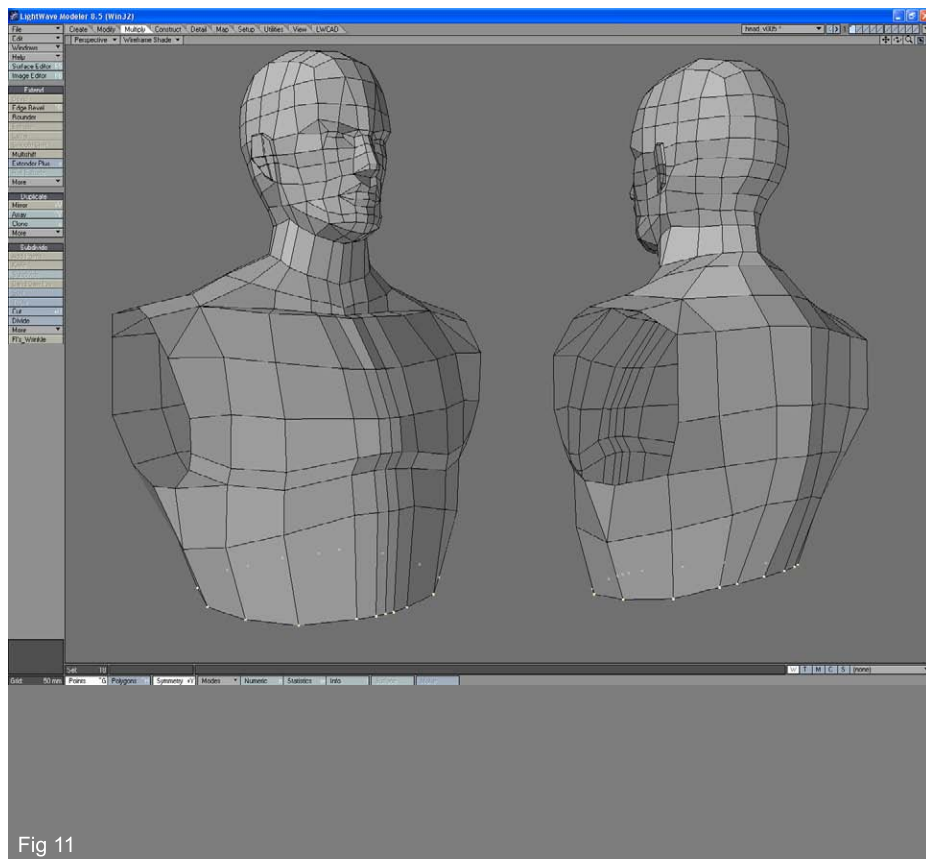 LightWave Modeler 8.5 (Win32)
File
Edit
Windows
Help
Surface Editor
Image Editor
Create Modify Multiply Construct Detail Map Setup Utilities View LWCAD
head_v005
Perspective Wireframe Shade
Extend
Edge Bevel
Rounder
Multishift
Extender Plus
More
Duplicate
Mirror
Array
Clone
More
Subdivide
Cut
Divide
More
FI's_Wrinkle
Sel:
W T M C S (none)
Grid: 50 mm Points ^G Polygons Symmetry Modes Numeric Statistics Info
Fig 11